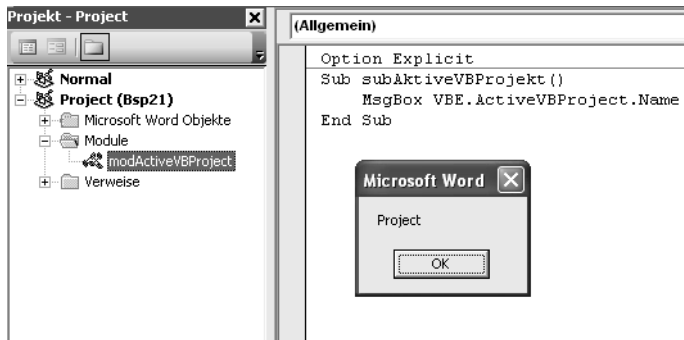 Projekt - Project
Normal
Project (Bsp21)
Microsoft Word Objekte
Module
modActiveVBProject
Verweise
(Allgemein)
Option Explicit
Sub subAktiveVBProjekt()
MsgBox VBE.ActiveVBProject.Name
End Sub
Microsoft Word
Project
OK